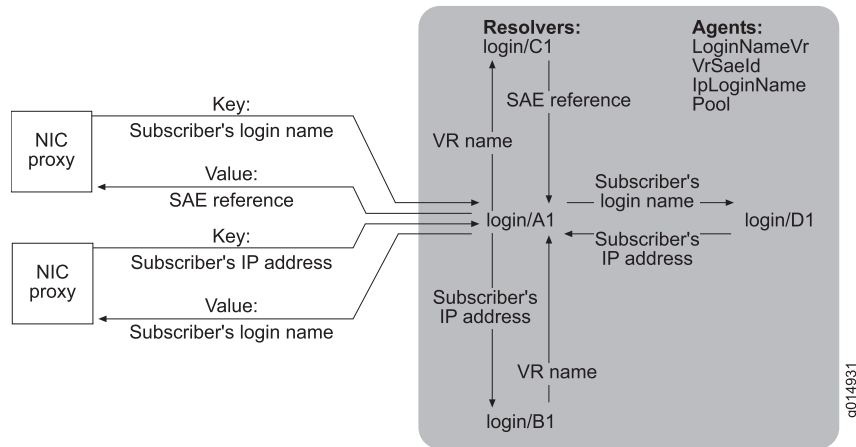 Resolvers:
login/C1
Agents:
LoginNameVr
VrSaeId
IpLoginName
Pool
Key:
Subscriber's login name
NIC
proxy
Value:
SAE reference
SAE reference
VR name
Subscriber's
login name
login/A1
login/D1
Subscriber's
IP address
Key:
Subscriber's IP address
NIC
proxy
Value:
Subscriber's login name
Subscriber's
IP address
VR name
login/B1
g014931